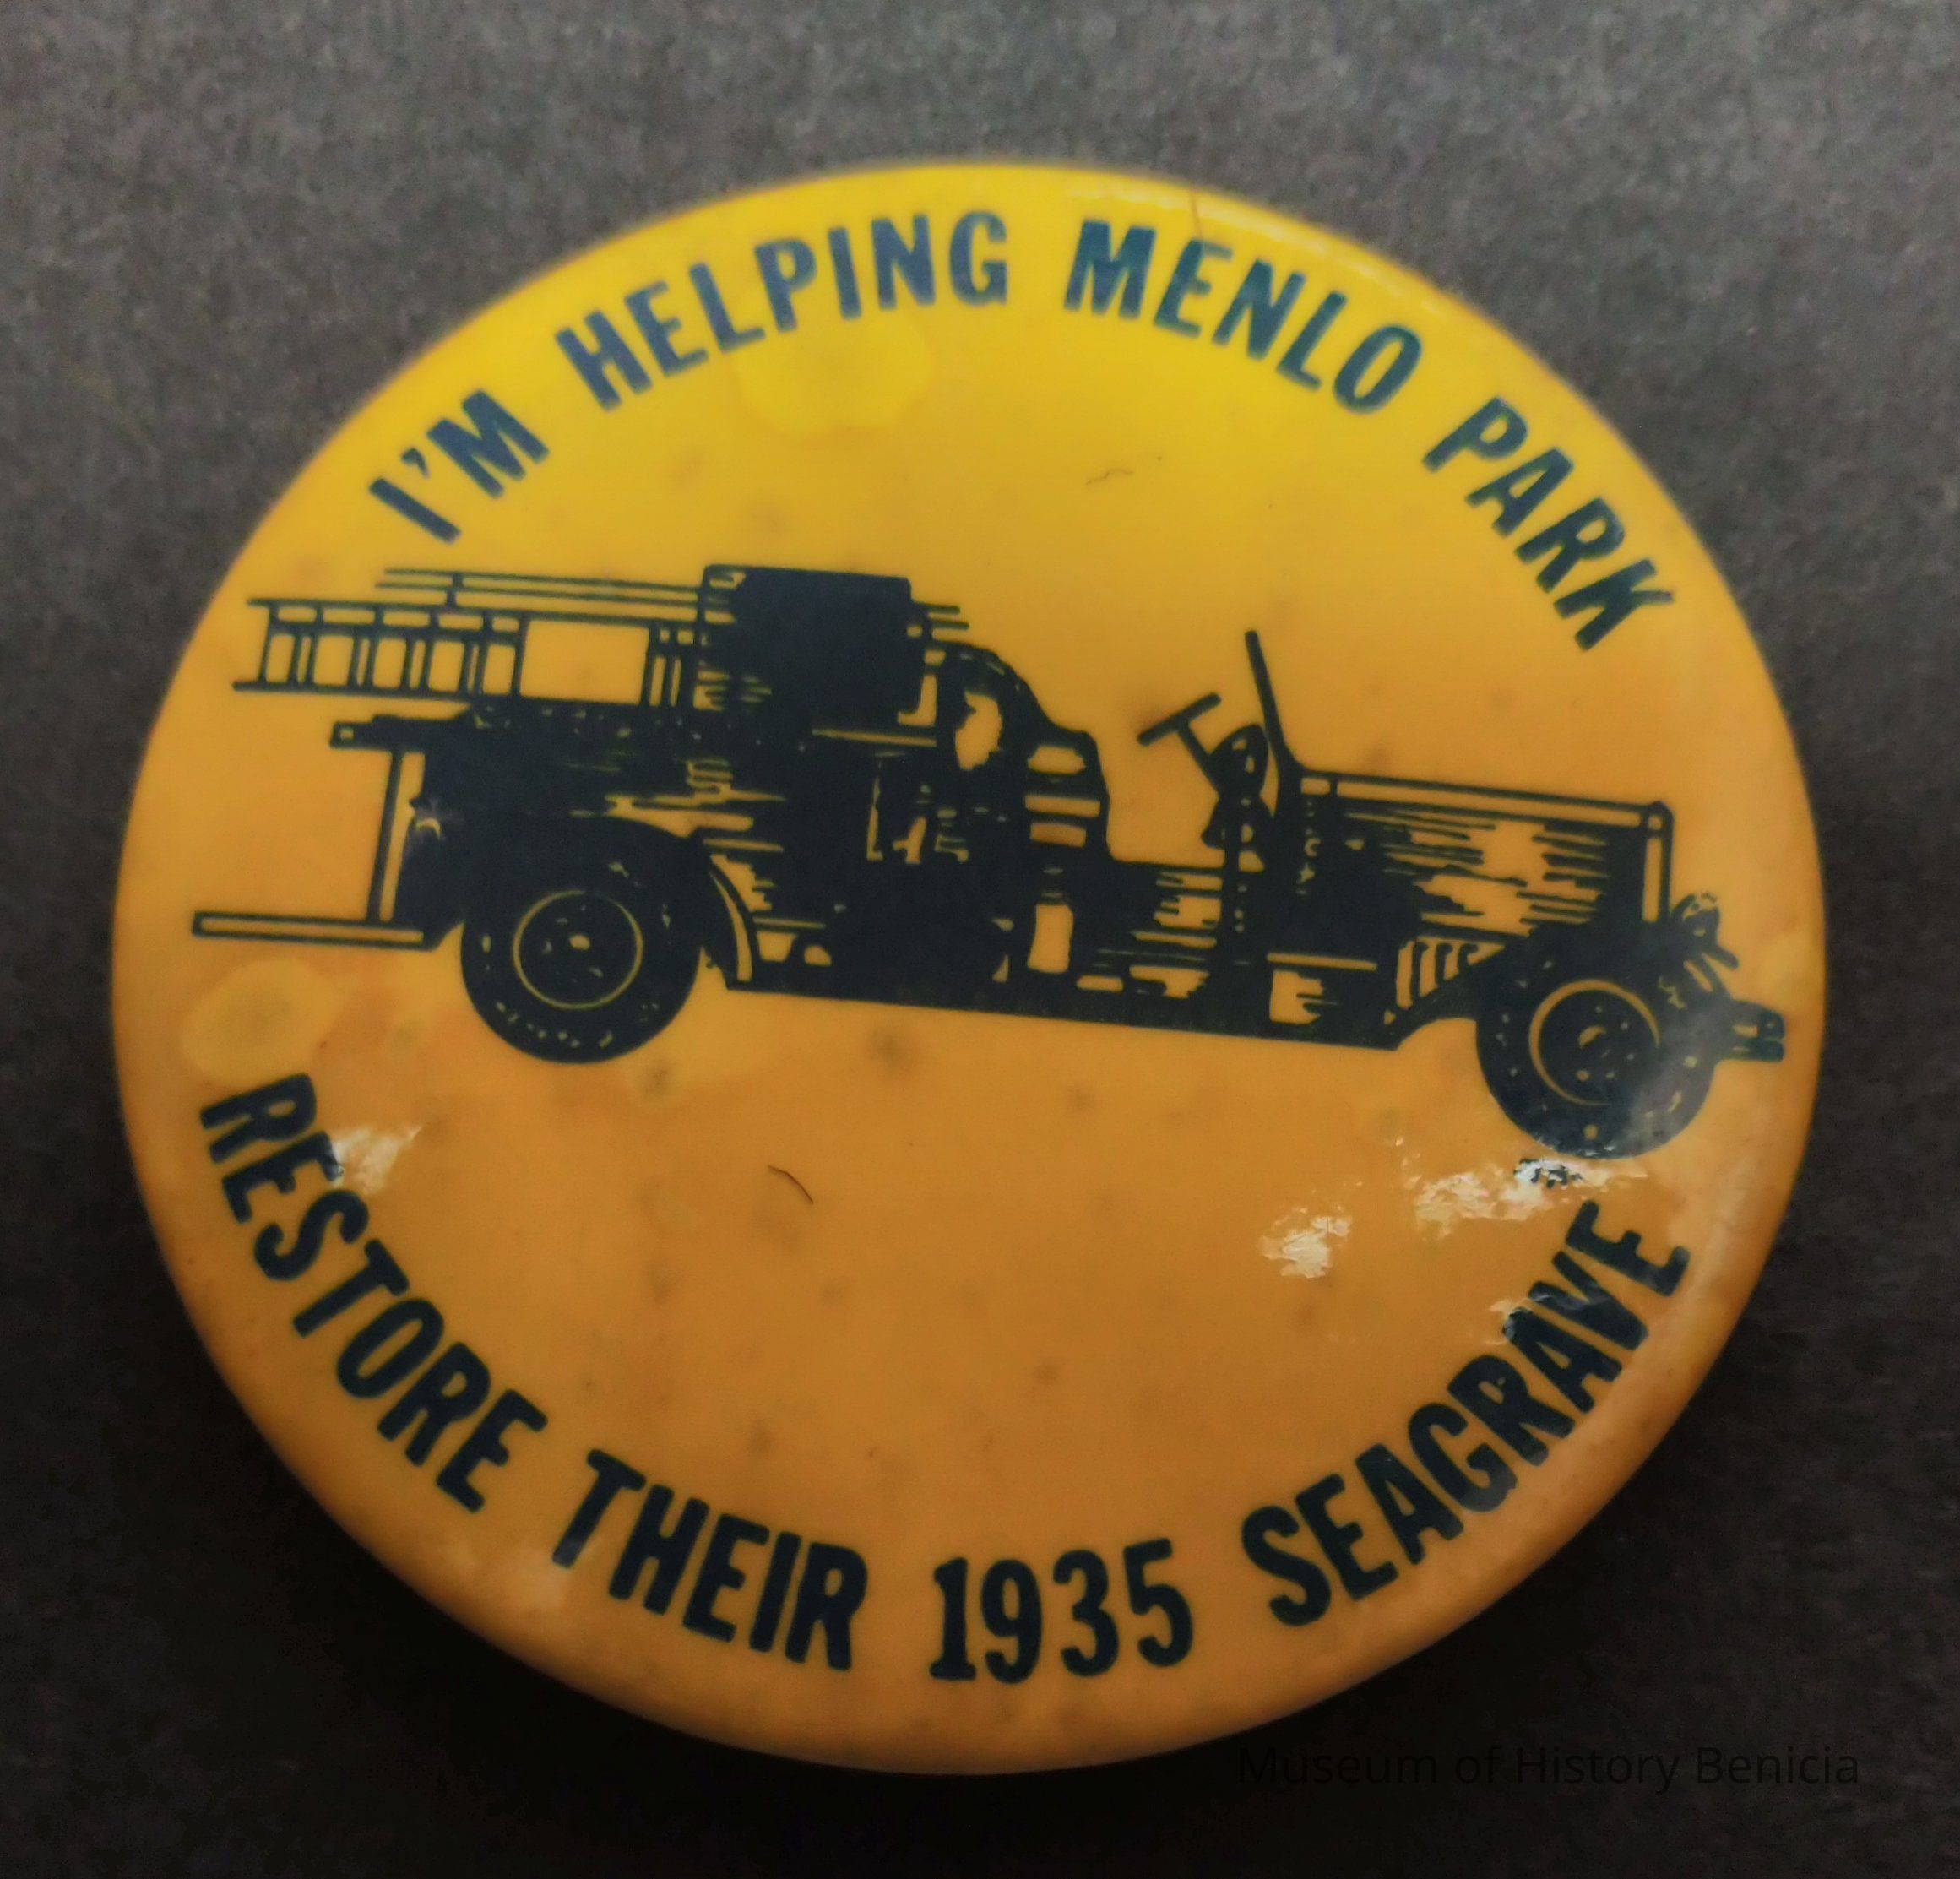 I'M HELPING MENLO PARK
RESTORE THEIR 1935 SEAGRAVE
Museum of History Benicia